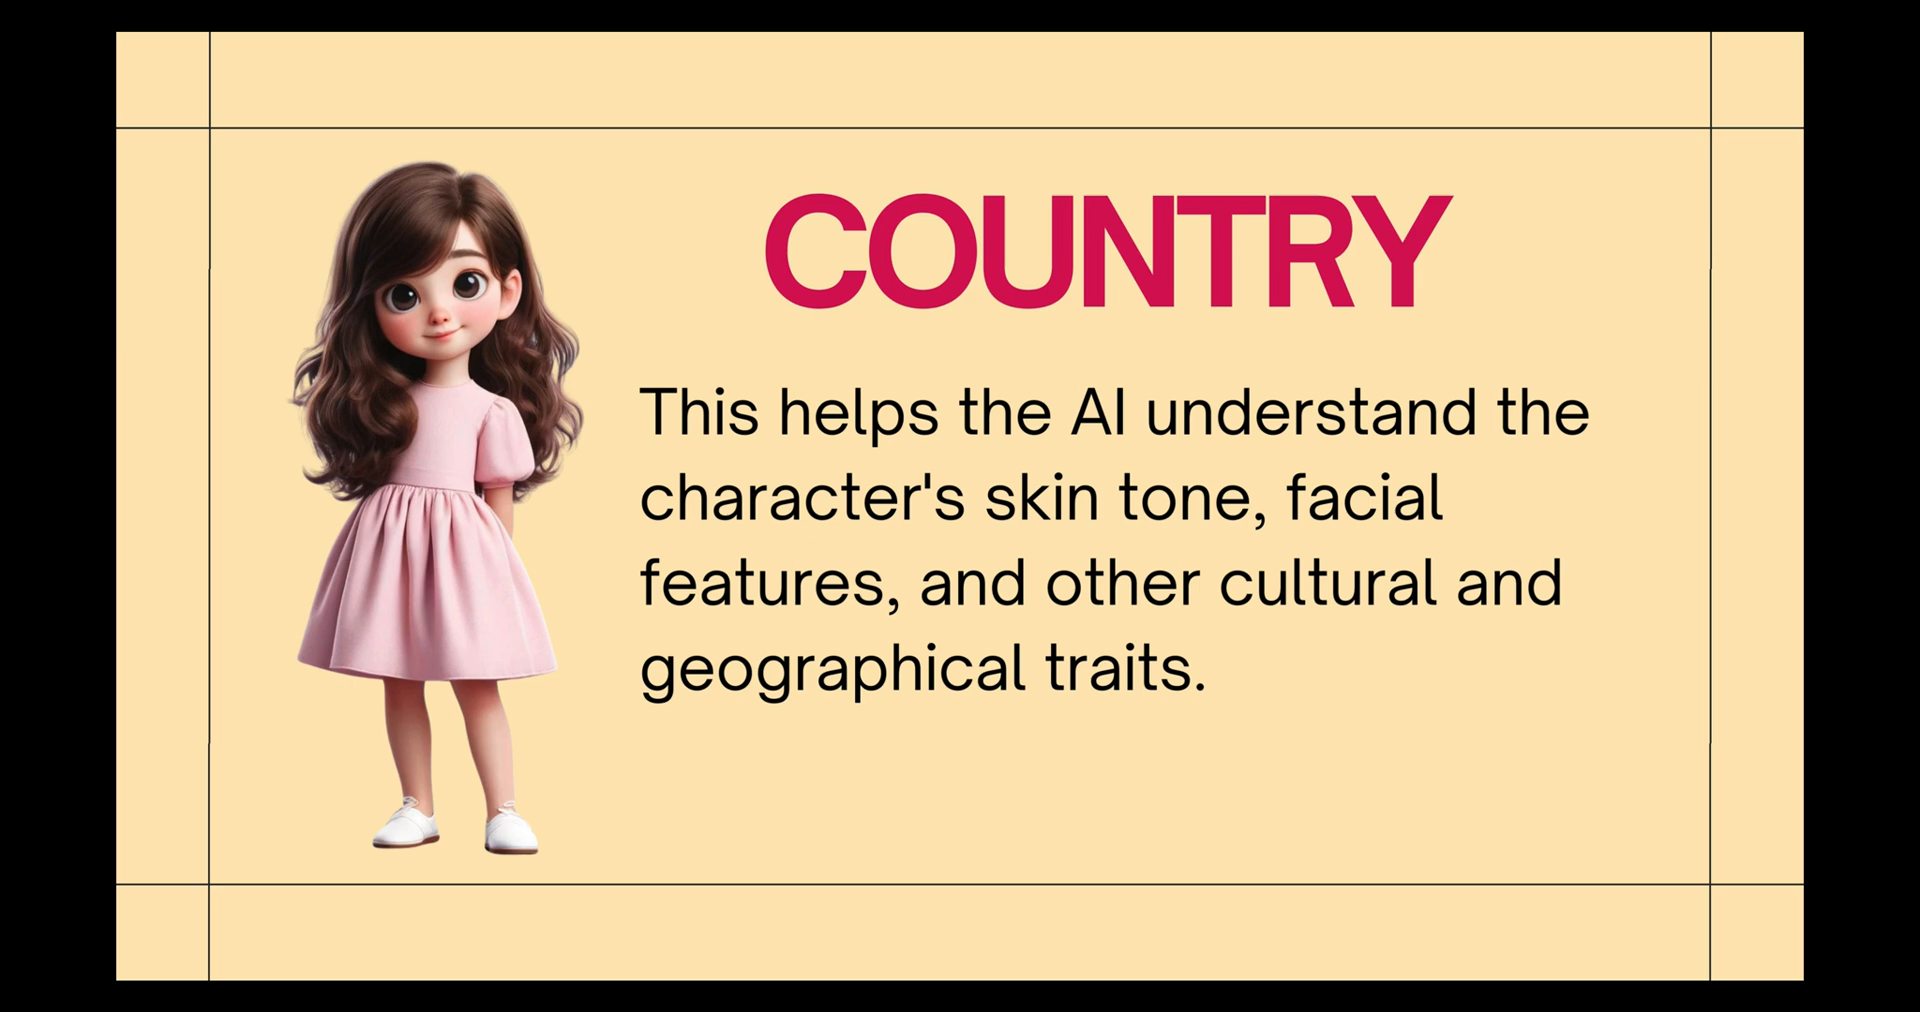 COUNTRY
This helps the AI understand the
character's skin tone, facial
features, and other cultural and
geographical traits.